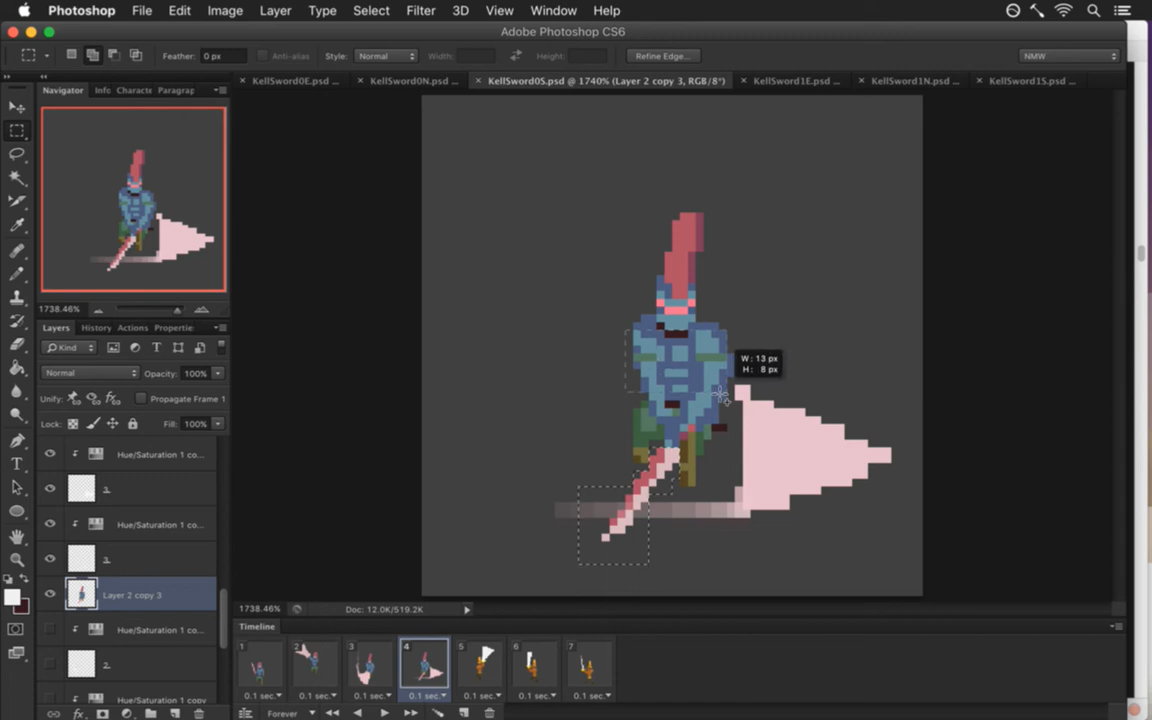 Photoshop File Edit Image Layer Type Select Filter 3D View Window Help
Adobe Photoshop CS6
Feather: 0 px Anti-alias Style: Normal Width: Height: Refine Edge... NMW
KellSword0E.psd ... KellSword0N.psd ... KellSword0S.psd @ 1740% (Layer 2 copy 3, RGB/8*) KellSword1E.psd ... KellSword1N.psd ... KellSword1S.psd ...
Navigator Info Characte Paragrap
1738.46%
Layers History Actions Propertie
Kind
Normal Opacity: 100%
Unify: Propagate Frame 1
Lock: Fill: 100%
Hue/Saturation 1 co...
3
Hue/Saturation 1 co...
3
Layer 2 copy 3
Hue/Saturation 1 co...
2
Hue/Saturation 1 copy
W: 13 px
H: 8 px
1738.46% Doc: 12.0K/519.2K
Timeline
1 2 3 4 5 6 7
0.1 sec. 0.1 sec. 0.1 sec. 0.1 sec. 0.1 sec. 0.1 sec. 0.1 sec.
Forever